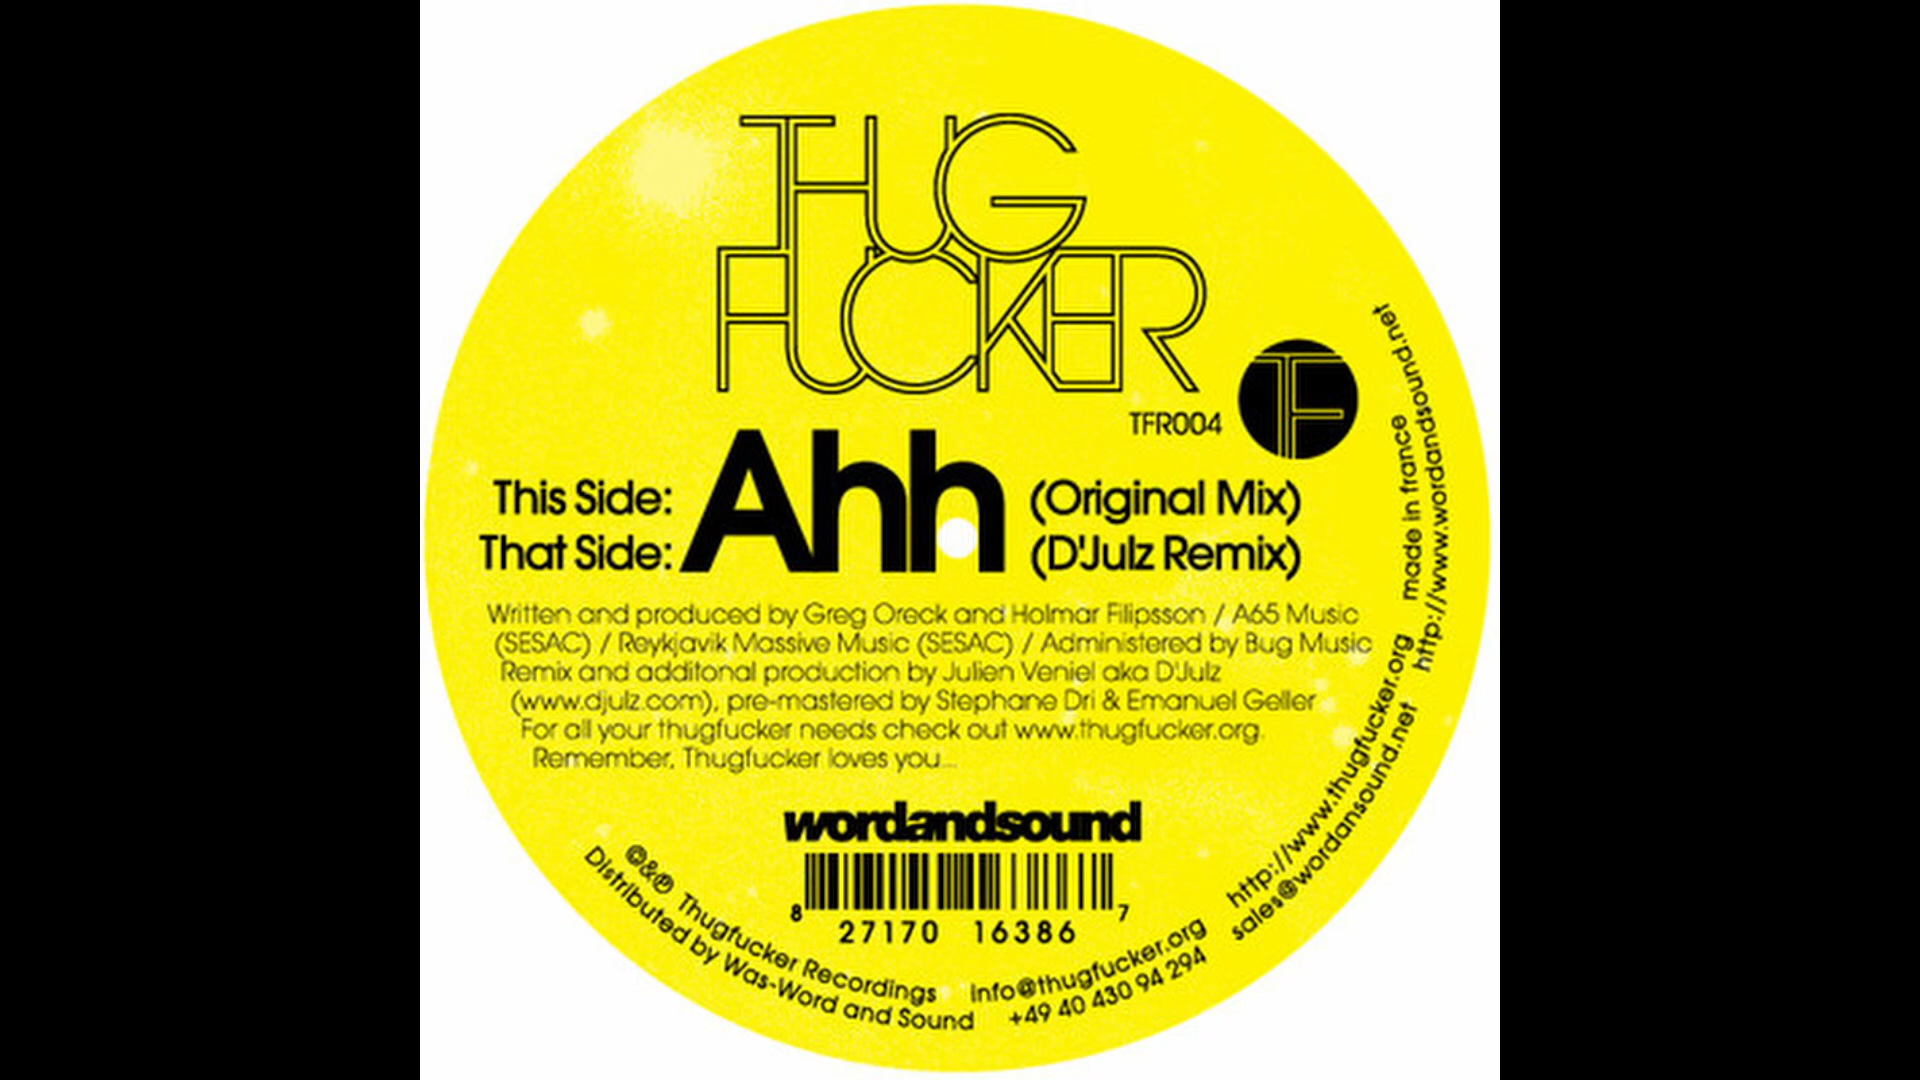 THUG
FUCKER
TFR004
TF
This Side: Ahh (Original Mix)
That Side: (D'Julz Remix)
Written and produced by Greg Oreck and Holmar Filipsson / A65 Music
(SESAC) / Reykjavik Massive Music (SESAC) / Administered by Bug Music
Remix and additonal production by Julien Veniel aka D'Julz
(www.djulz.com), pre-mastered by Stephane Dri & Emanuel Geller
For all your thugfucker needs check out www.thugfucker.org.
Remember, Thugfucker loves you...
wordandsound
8 27170 16386 7
©&℗ Thugfucker Recordings info@thugfucker.org http://www.thugfucker.org made in france
Distributed by Was-Word and Sound +49 40 430 94 294 sales@wordansound.net http://www.wordandsound.net